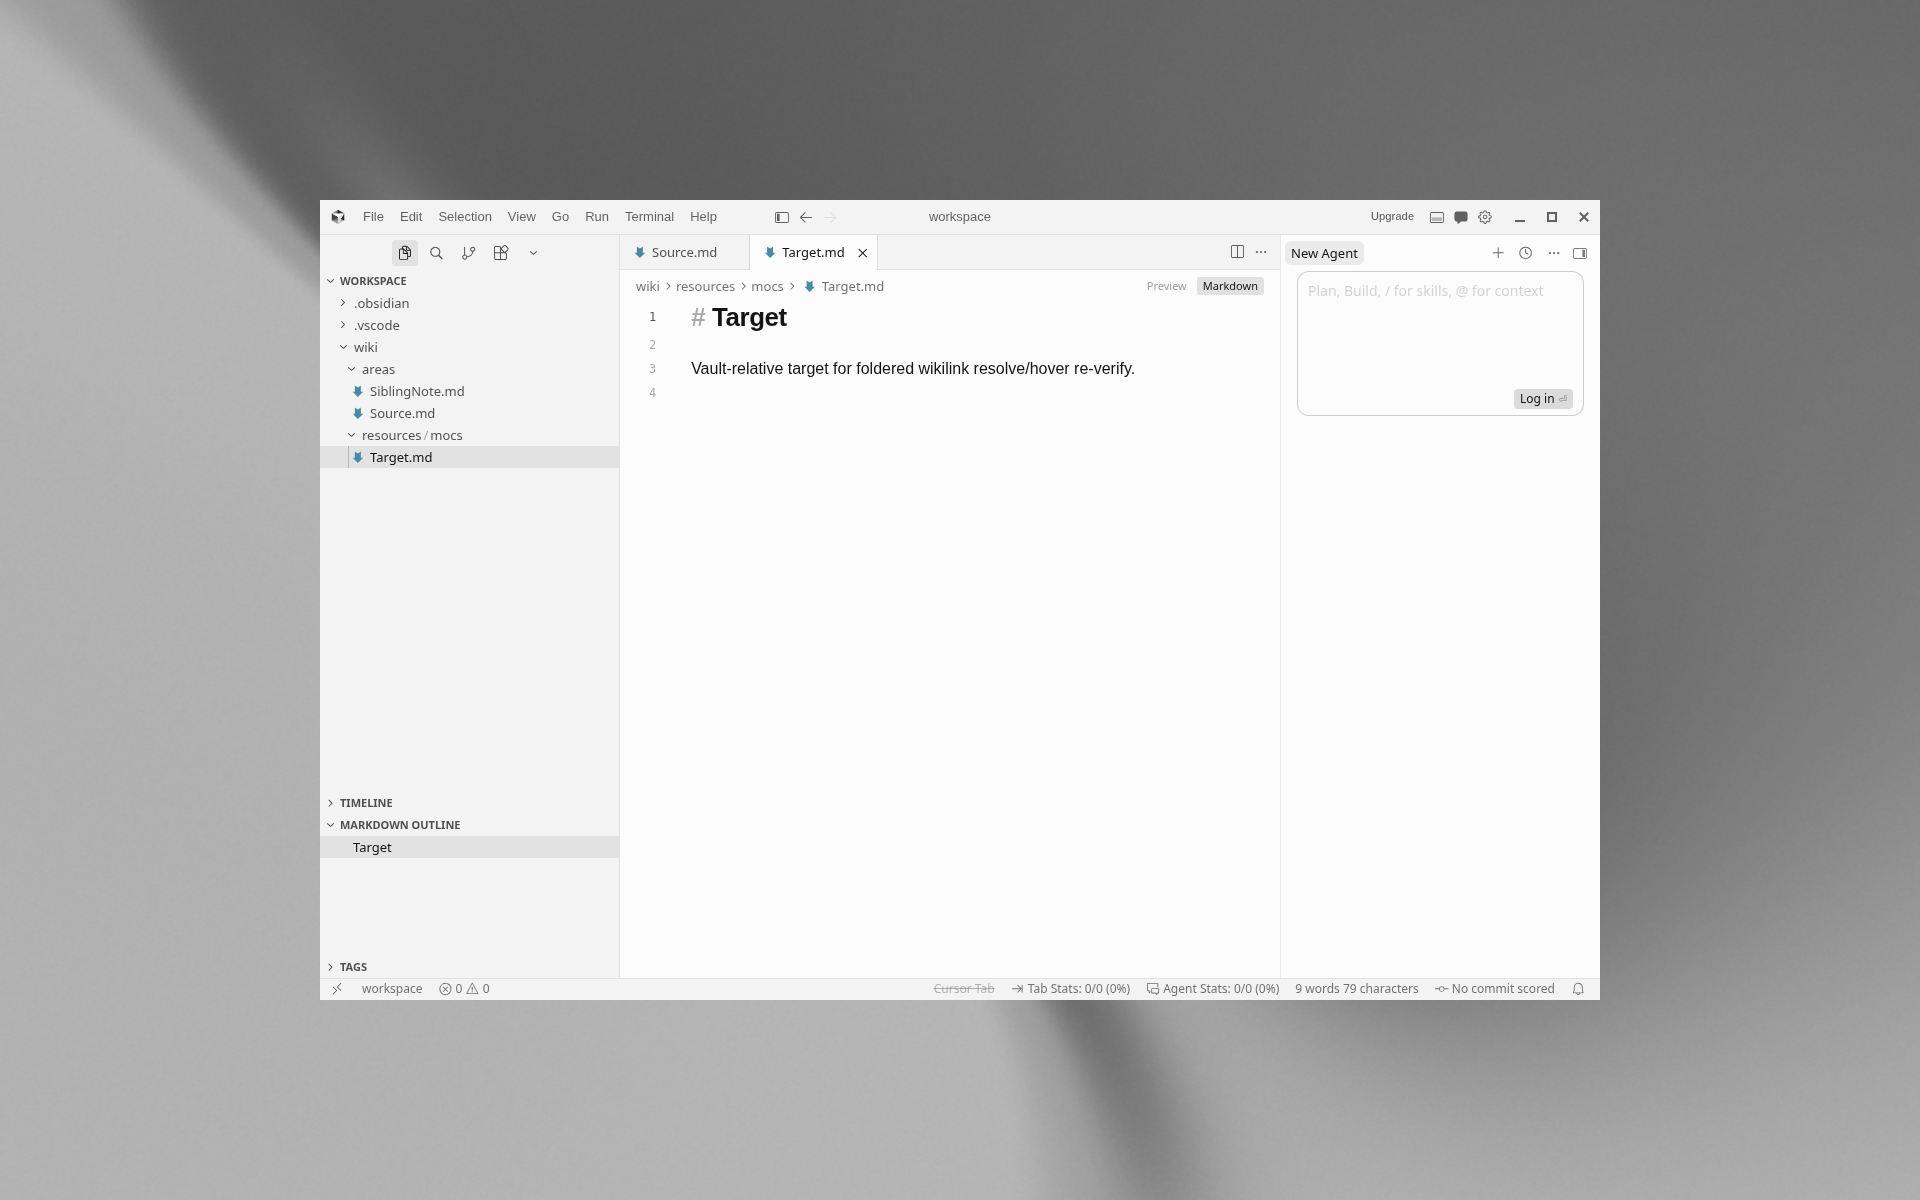 File Edit Selection View Go Run Terminal Help
workspace
Upgrade
WORKSPACE
.obsidian
.vscode
wiki
areas
SiblingNote.md
Source.md
resources / mocs
Target.md
TIMELINE
MARKDOWN OUTLINE
Target
TAGS
Source.md
Target.md
wiki > resources > mocs > Target.md
Preview Markdown
1 # Target
2
3 Vault-relative target for foldered wikilink resolve/hover re-verify.
4
New Agent
Plan, Build, / for skills, @ for context
Log in ⏎
workspace 0 0
Cursor Tab Tab Stats: 0/0 (0%) Agent Stats: 0/0 (0%) 9 words 79 characters No commit scored